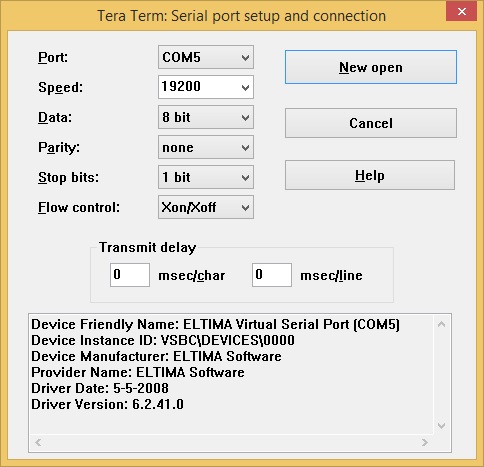 Tera Term: Serial port setup and connection
Port: COM5 New open
Speed: 19200
Data: 8 bit Cancel
Parity: none
Stop bits: 1 bit Help
Flow control: Xon/Xoff
Transmit delay
0 msec/char 0 msec/line
Device Friendly Name: ELTIMA Virtual Serial Port (COM5)
Device Instance ID: VSBC\DEVICES\0000
Device Manufacturer: ELTIMA Software
Provider Name: ELTIMA Software
Driver Date: 5-5-2008
Driver Version: 6.2.41.0